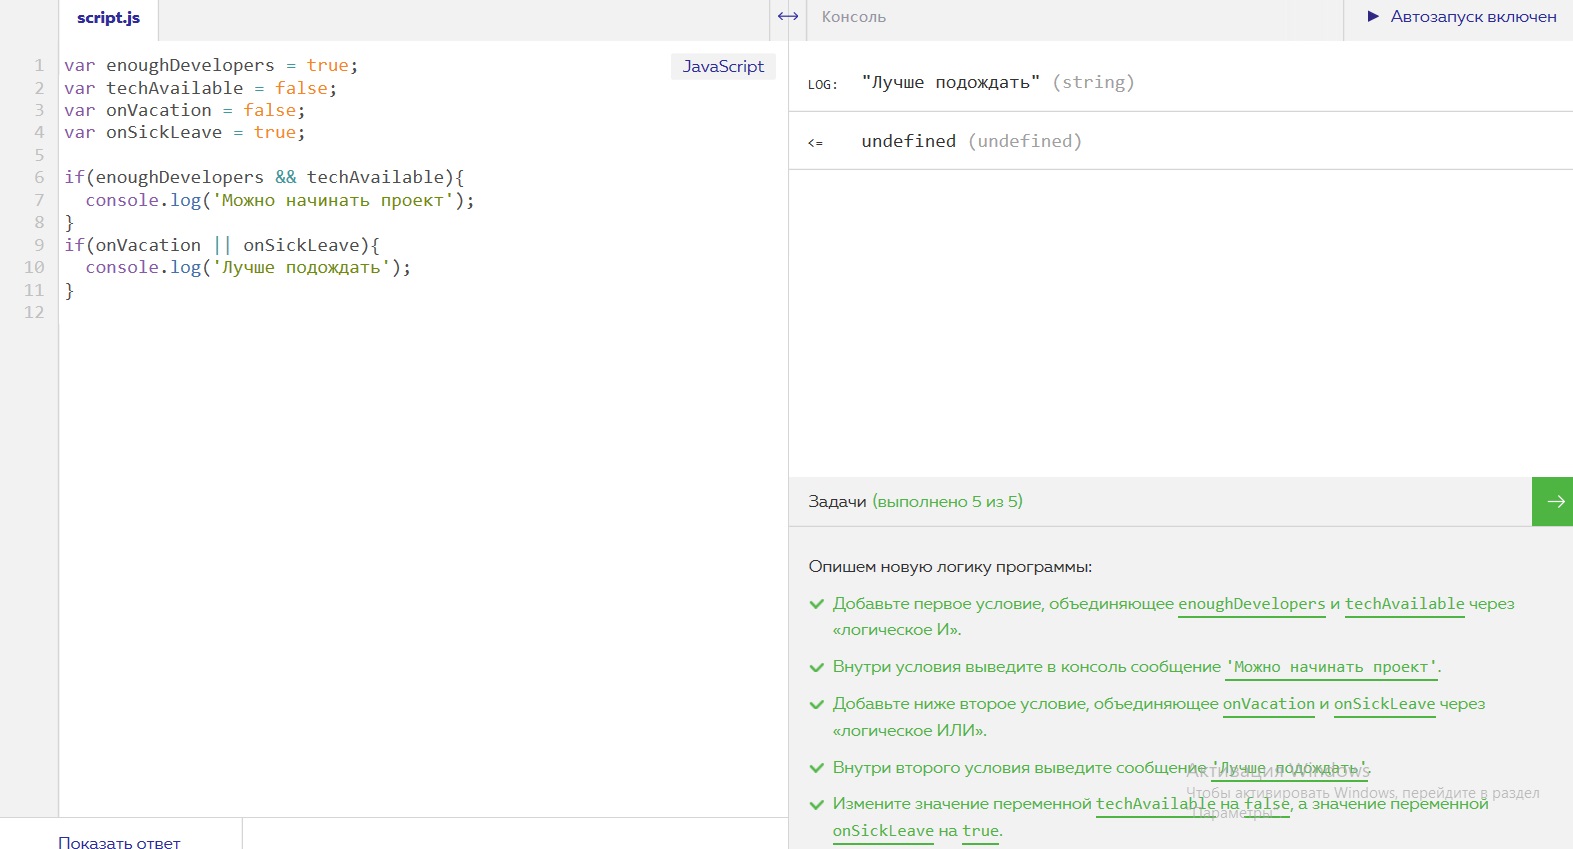 script.js
JavaScript
1 var enoughDevelopers = true;
2 var techAvailable = false;
3 var onVacation = false;
4 var onSickLeave = true;
5
6 if(enoughDevelopers && techAvailable){
7 console.log('Можно начинать проект');
8 }
9 if(onVacation || onSickLeave){
10 console.log('Лучше подождать');
11 }
12
Показать ответ
Консоль
Автозапуск включен
LOG: "Лучше подождать" (string)
<= undefined (undefined)
Задачи (выполнено 5 из 5)
Опишем новую логику программы:
Добавьте первое условие, объединяющее enoughDevelopers и techAvailable через
«логическое И».
Внутри условия выведите в консоль сообщение 'Можно начинать проект'.
Добавьте ниже второе условие, объединяющее onVacation и onSickLeave через
«логическое ИЛИ».
Внутри второго условия выведите сообщение 'Лучше подождать'.
Измените значение переменной techAvailable на false, а значение переменной
onSickLeave на true.
Активация Windows
Чтобы активировать Windows, перейдите в раздел
"Параметры".